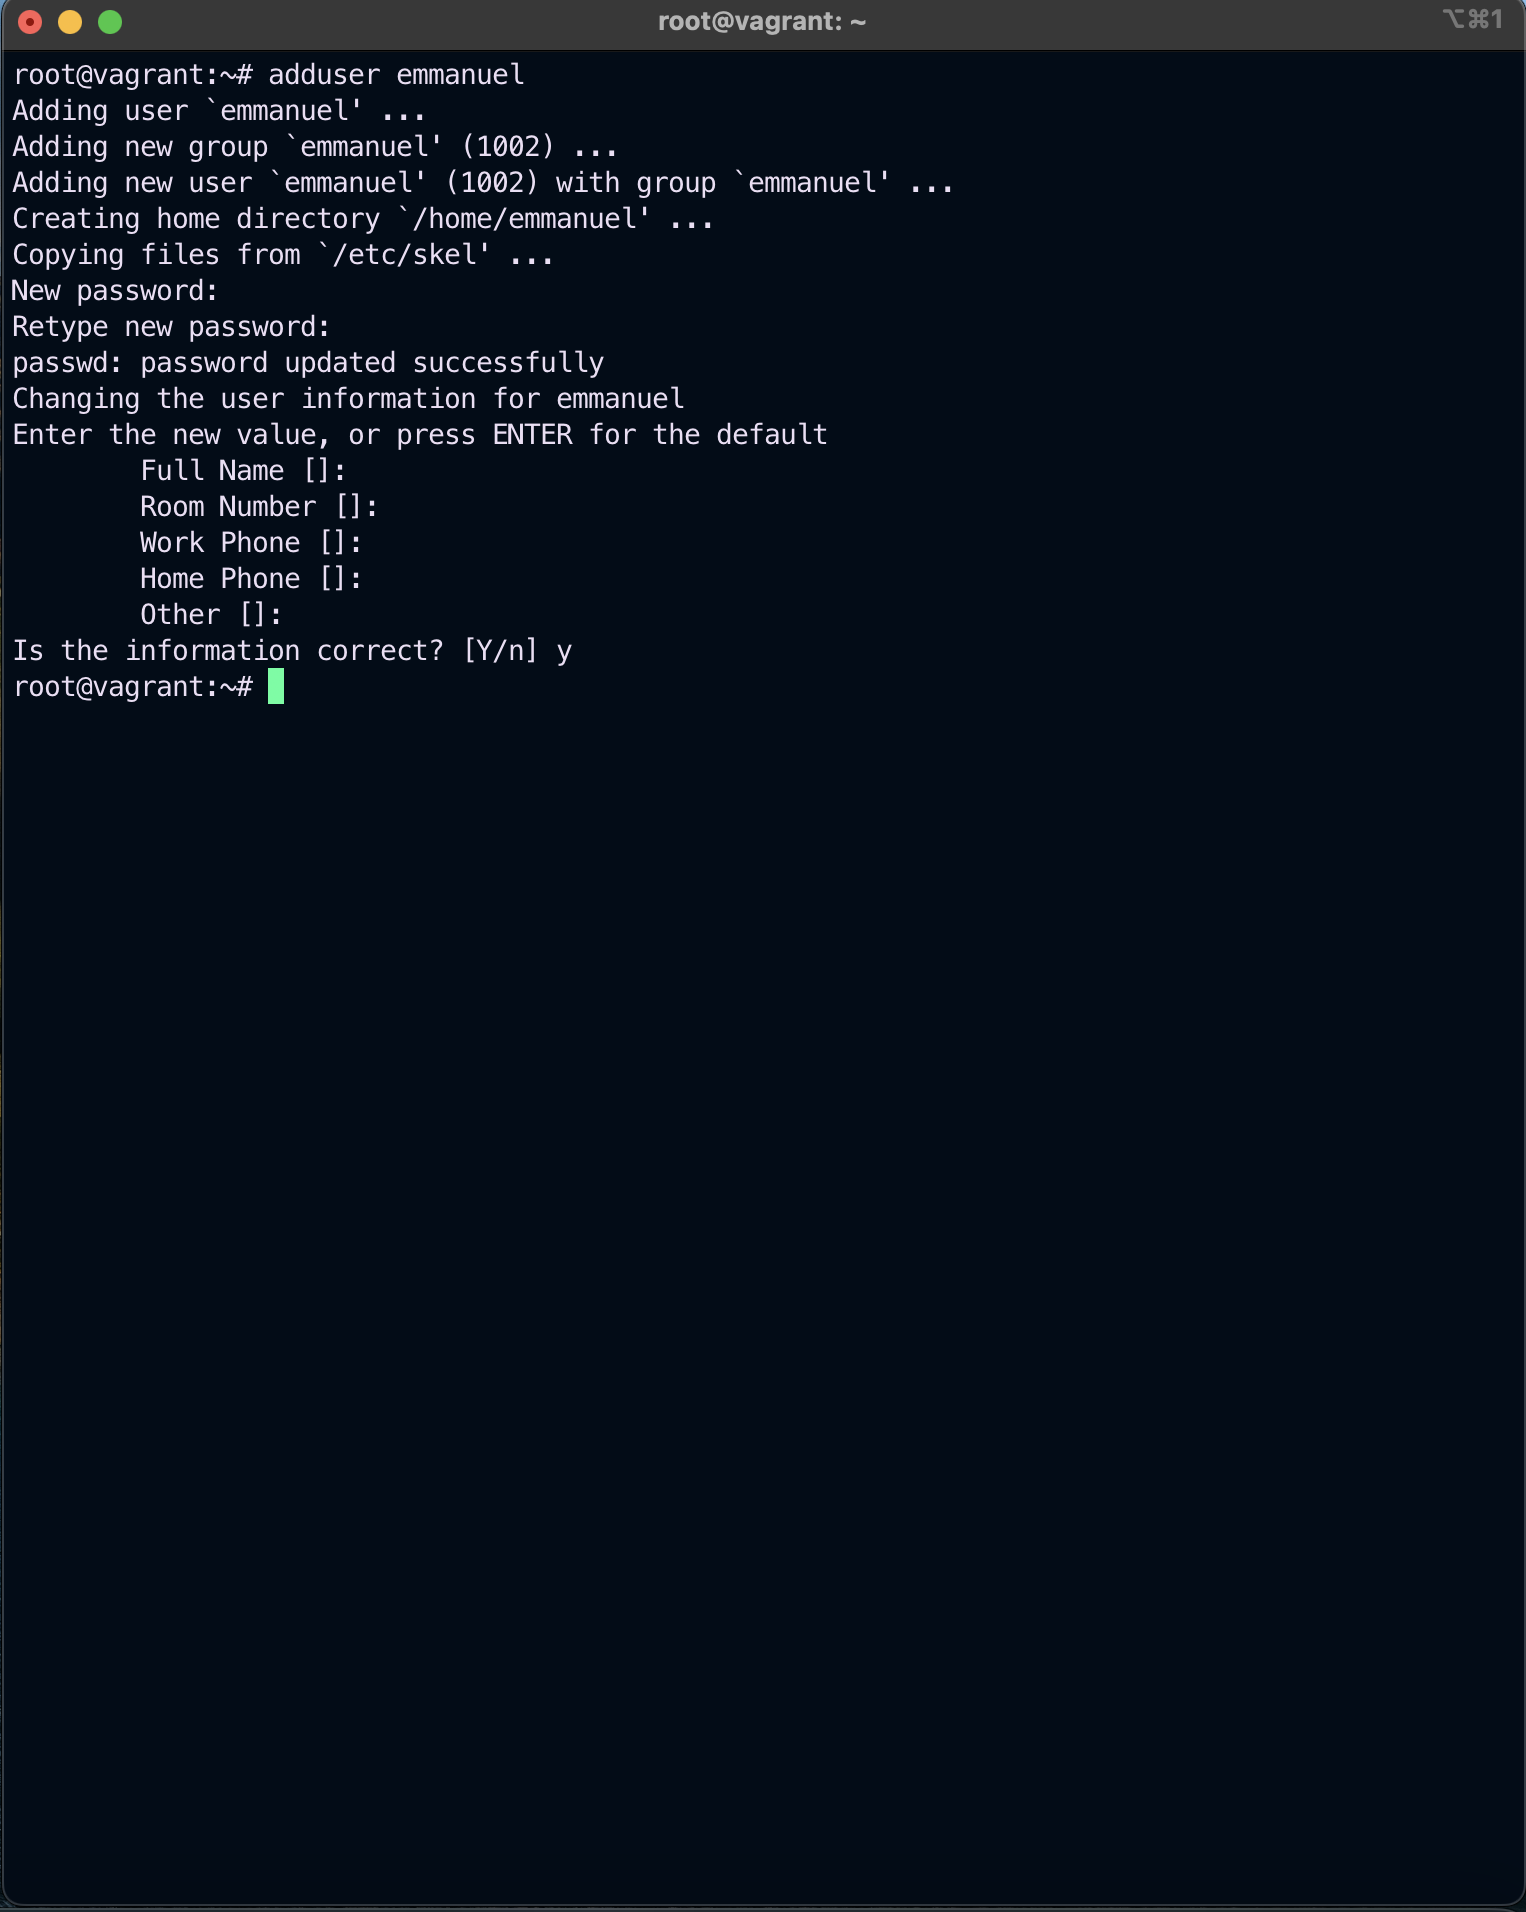 root@vagrant: ~
⌥⌘1
root@vagrant:~# adduser emmanuel
Adding user `emmanuel' ...
Adding new group `emmanuel' (1002) ...
Adding new user `emmanuel' (1002) with group `emmanuel' ...
Creating home directory `/home/emmanuel' ...
Copying files from `/etc/skel' ...
New password:
Retype new password:
passwd: password updated successfully
Changing the user information for emmanuel
Enter the new value, or press ENTER for the default
        Full Name []:
        Room Number []:
        Work Phone []:
        Home Phone []:
        Other []:
Is the information correct? [Y/n] y
root@vagrant:~#